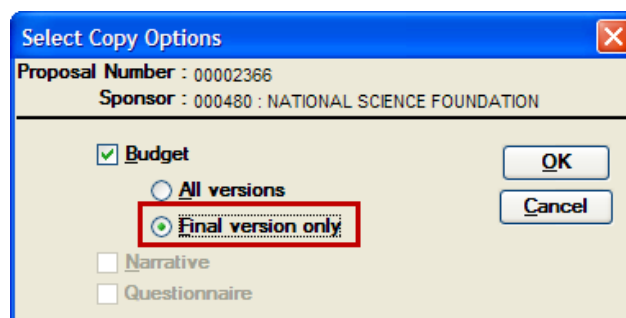 Select Copy Options
Proposal Number : 00002366
Sponsor : 000480 : NATIONAL SCIENCE FOUNDATION
Budget
OK
All versions
Cancel
Final version only
Narrative
Questionnaire